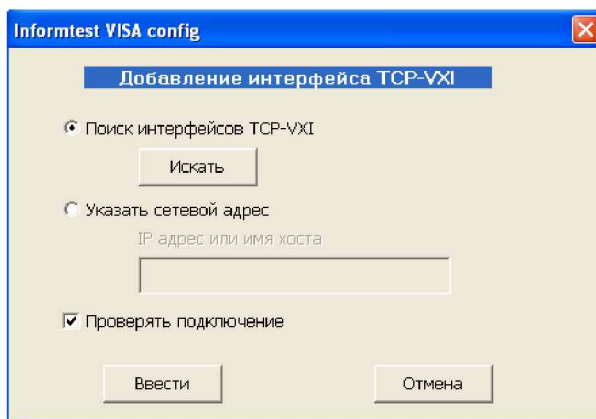 Informtest VISA config
Добавление интерфейса TCP-VXI
Поиск интерфейсов TCP-VXI
Искать
Указать сетевой адрес
IP адрес или имя хоста
Проверять подключение
Ввести Отмена